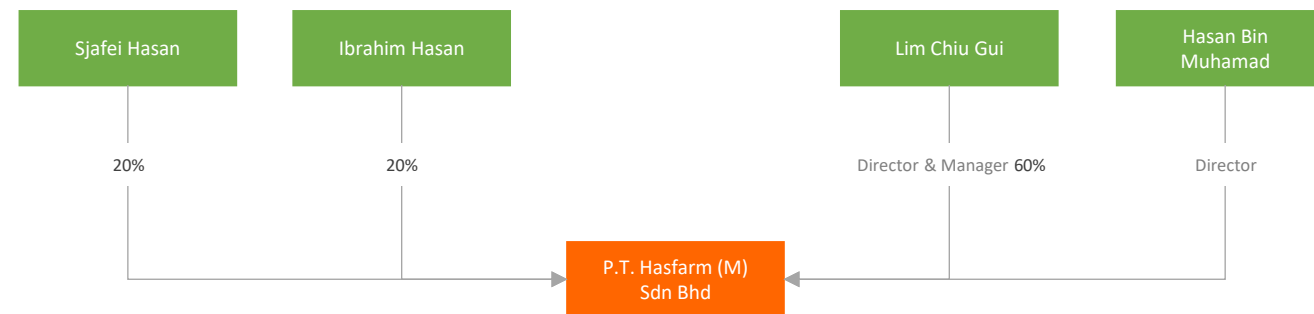 Sjafei Hasan
Ibrahim Hasan
Lim Chiu Gui
Hasan Bin
Muhamad
20%
20%
Director & Manager 60%
Director
P.T. Hasfarm (M)
Sdn Bhd